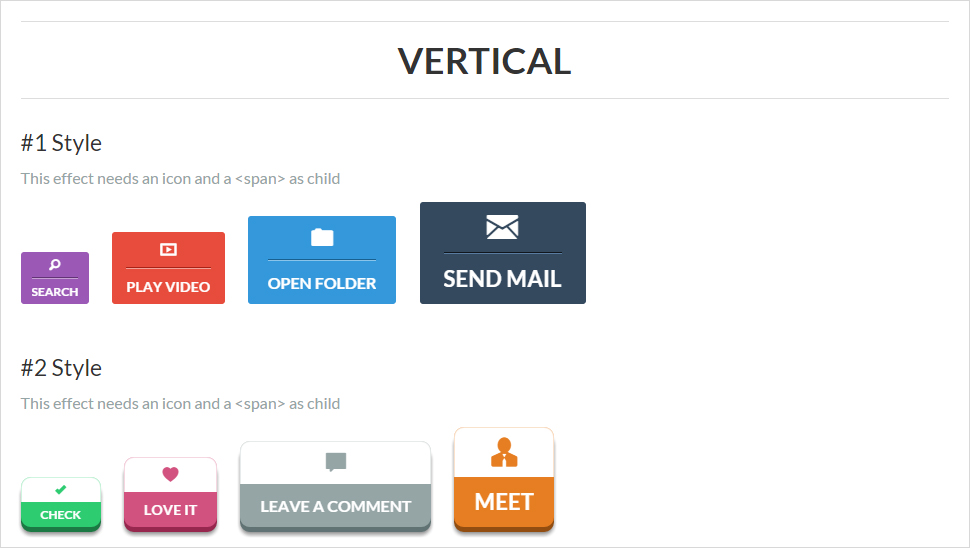 VERTICAL
#1 Style
This effect needs an icon and a <span> as child
SEARCH
PLAY VIDEO
OPEN FOLDER
SEND MAIL
#2 Style
This effect needs an icon and a <span> as child
CHECK
LOVE IT
LEAVE A COMMENT
MEET